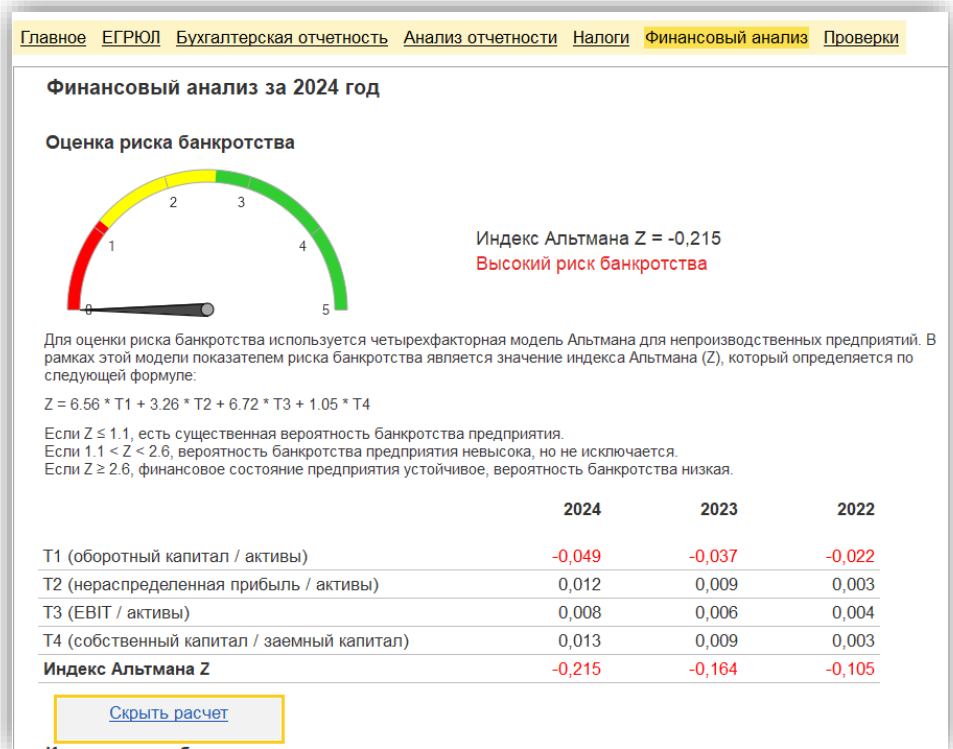 Главное ЕГРЮЛ Бухгалтерская отчетность Анализ отчетности Налоги Финансовый анализ Проверки
Финансовый анализ за 2024 год
Оценка риска банкротства
0 1 2 3 4 5
Индекс Альтмана Z = -0,215
Высокий риск банкротства
Для оценки риска банкротства используется четырехфакторная модель Альтмана для непроизводственных предприятий. В
рамках этой модели показателем риска банкротства является значение индекса Альтмана (Z), который определяется по
следующей формуле:
Z = 6.56 * T1 + 3.26 * T2 + 6.72 * T3 + 1.05 * T4
Если Z ≤ 1.1, есть существенная вероятность банкротства предприятия.
Если 1.1 < Z < 2.6, вероятность банкротства предприятия невысока, но не исключается.
Если Z ≥ 2.6, финансовое состояние предприятия устойчивое, вероятность банкротства низкая.
2024 2023 2022
T1 (оборотный капитал / активы) -0,049 -0,037 -0,022
T2 (нераспределенная прибыль / активы) 0,012 0,009 0,003
T3 (EBIT / активы) 0,008 0,006 0,004
T4 (собственный капитал / заемный капитал) 0,013 0,009 0,003
Индекс Альтмана Z -0,215 -0,164 -0,105
Скрыть расчет